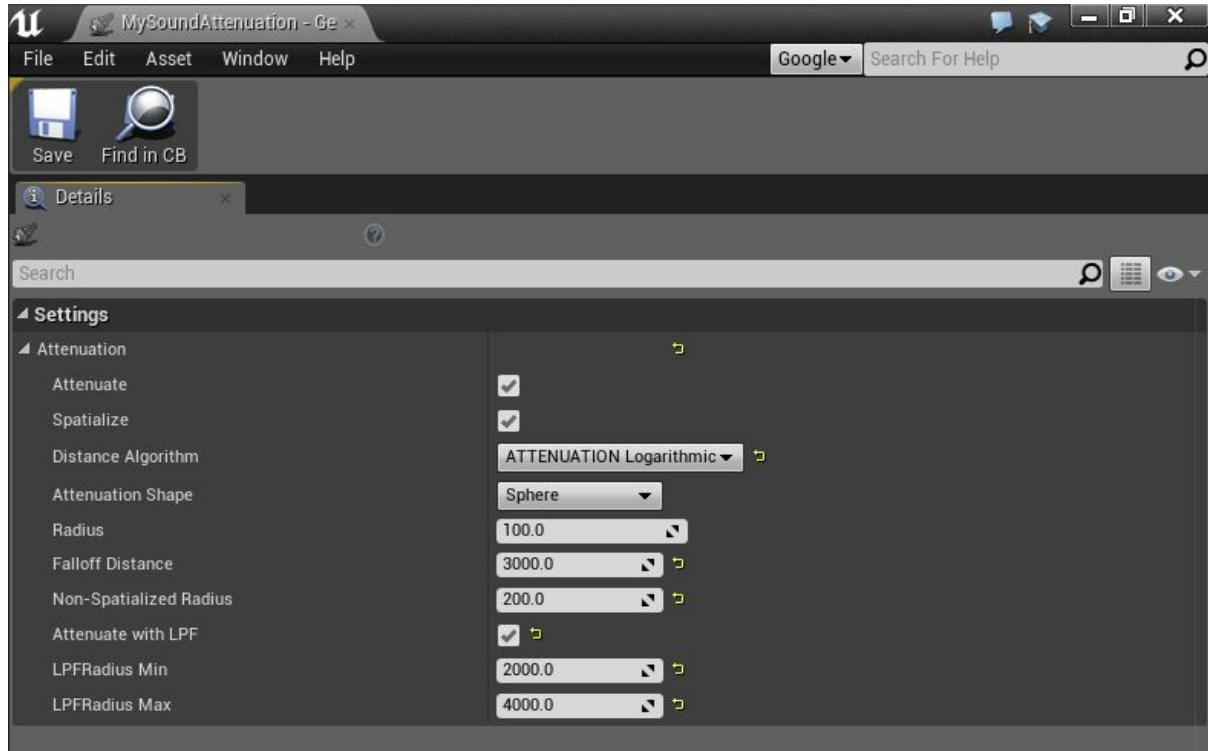 MySoundAttenuation - Ge
File Edit Asset Window Help Google Search For Help
Save Find in CB
Details
Search
Settings
Attenuation
Attenuate
Spatialize
Distance Algorithm ATTENUATION Logarithmic
Attenuation Shape Sphere
Radius 100.0
Falloff Distance 3000.0
Non-Spatialized Radius 200.0
Attenuate with LPF
LPFRadius Min 2000.0
LPFRadius Max 4000.0